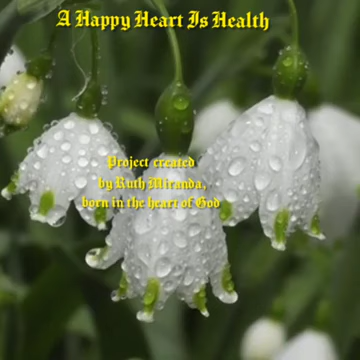 A Happy Heart Is Health
Project created
by Ruth Miranda,
born in the heart of God